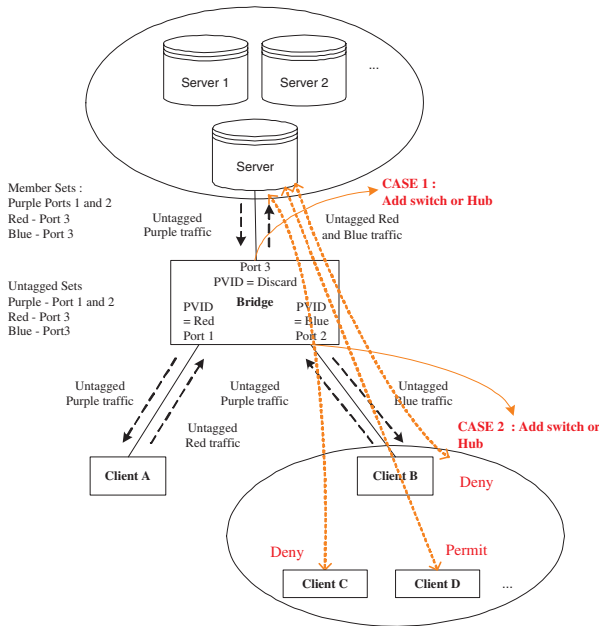 Server 1
Server 2
...
Server
Member Sets :
Purple Ports 1 and 2
Red - Port 3
Blue - Port 3
CASE 1 :
Add switch or Hub
Untagged
Purple traffic
Untagged Red
and Blue traffic
Untagged Sets
Purple - Port 1 and 2
Red - Port 3
Blue - Port3
Port 3
PVID = Discard
Bridge
PVID
= Red
Port 1
PVID
= Blue
Port 2
Untagged
Purple traffic
Untagged
Purple traffic
Untagged
Blue traffic
Untagged
Red traffic
CASE 2 : Add switch or
Hub
Client A
Client B
Deny
Deny
Permit
Client C
Client D
...